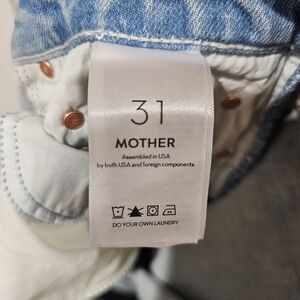 31
MOTHER
Assembled in USA
by both USA and foreign components
DO YOUR OWN LAUNDRY